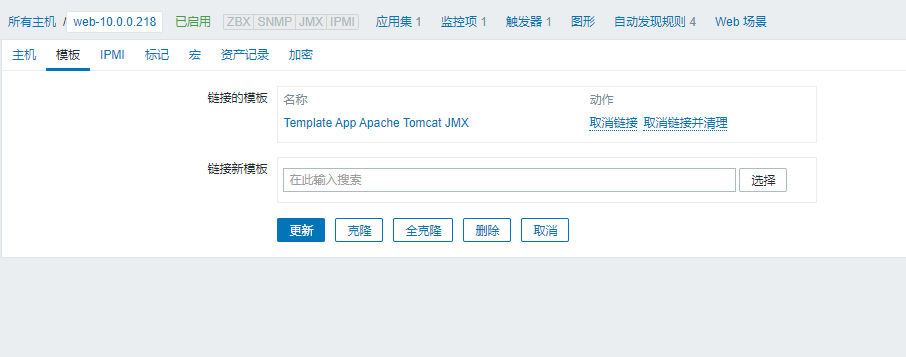 所有主机 / web-10.0.0.218 已启用 ZBX SNMP JMX IPMI 应用集 1 监控项 1 触发器 1 图形 自动发现规则 4 Web 场景
主机 模板 IPMI 标记 宏 资产记录 加密
链接的模板 名称 动作
Template App Apache Tomcat JMX 取消链接 取消链接并清理
链接新模板
在此输入搜索 选择
更新 克隆 全克隆 删除 取消